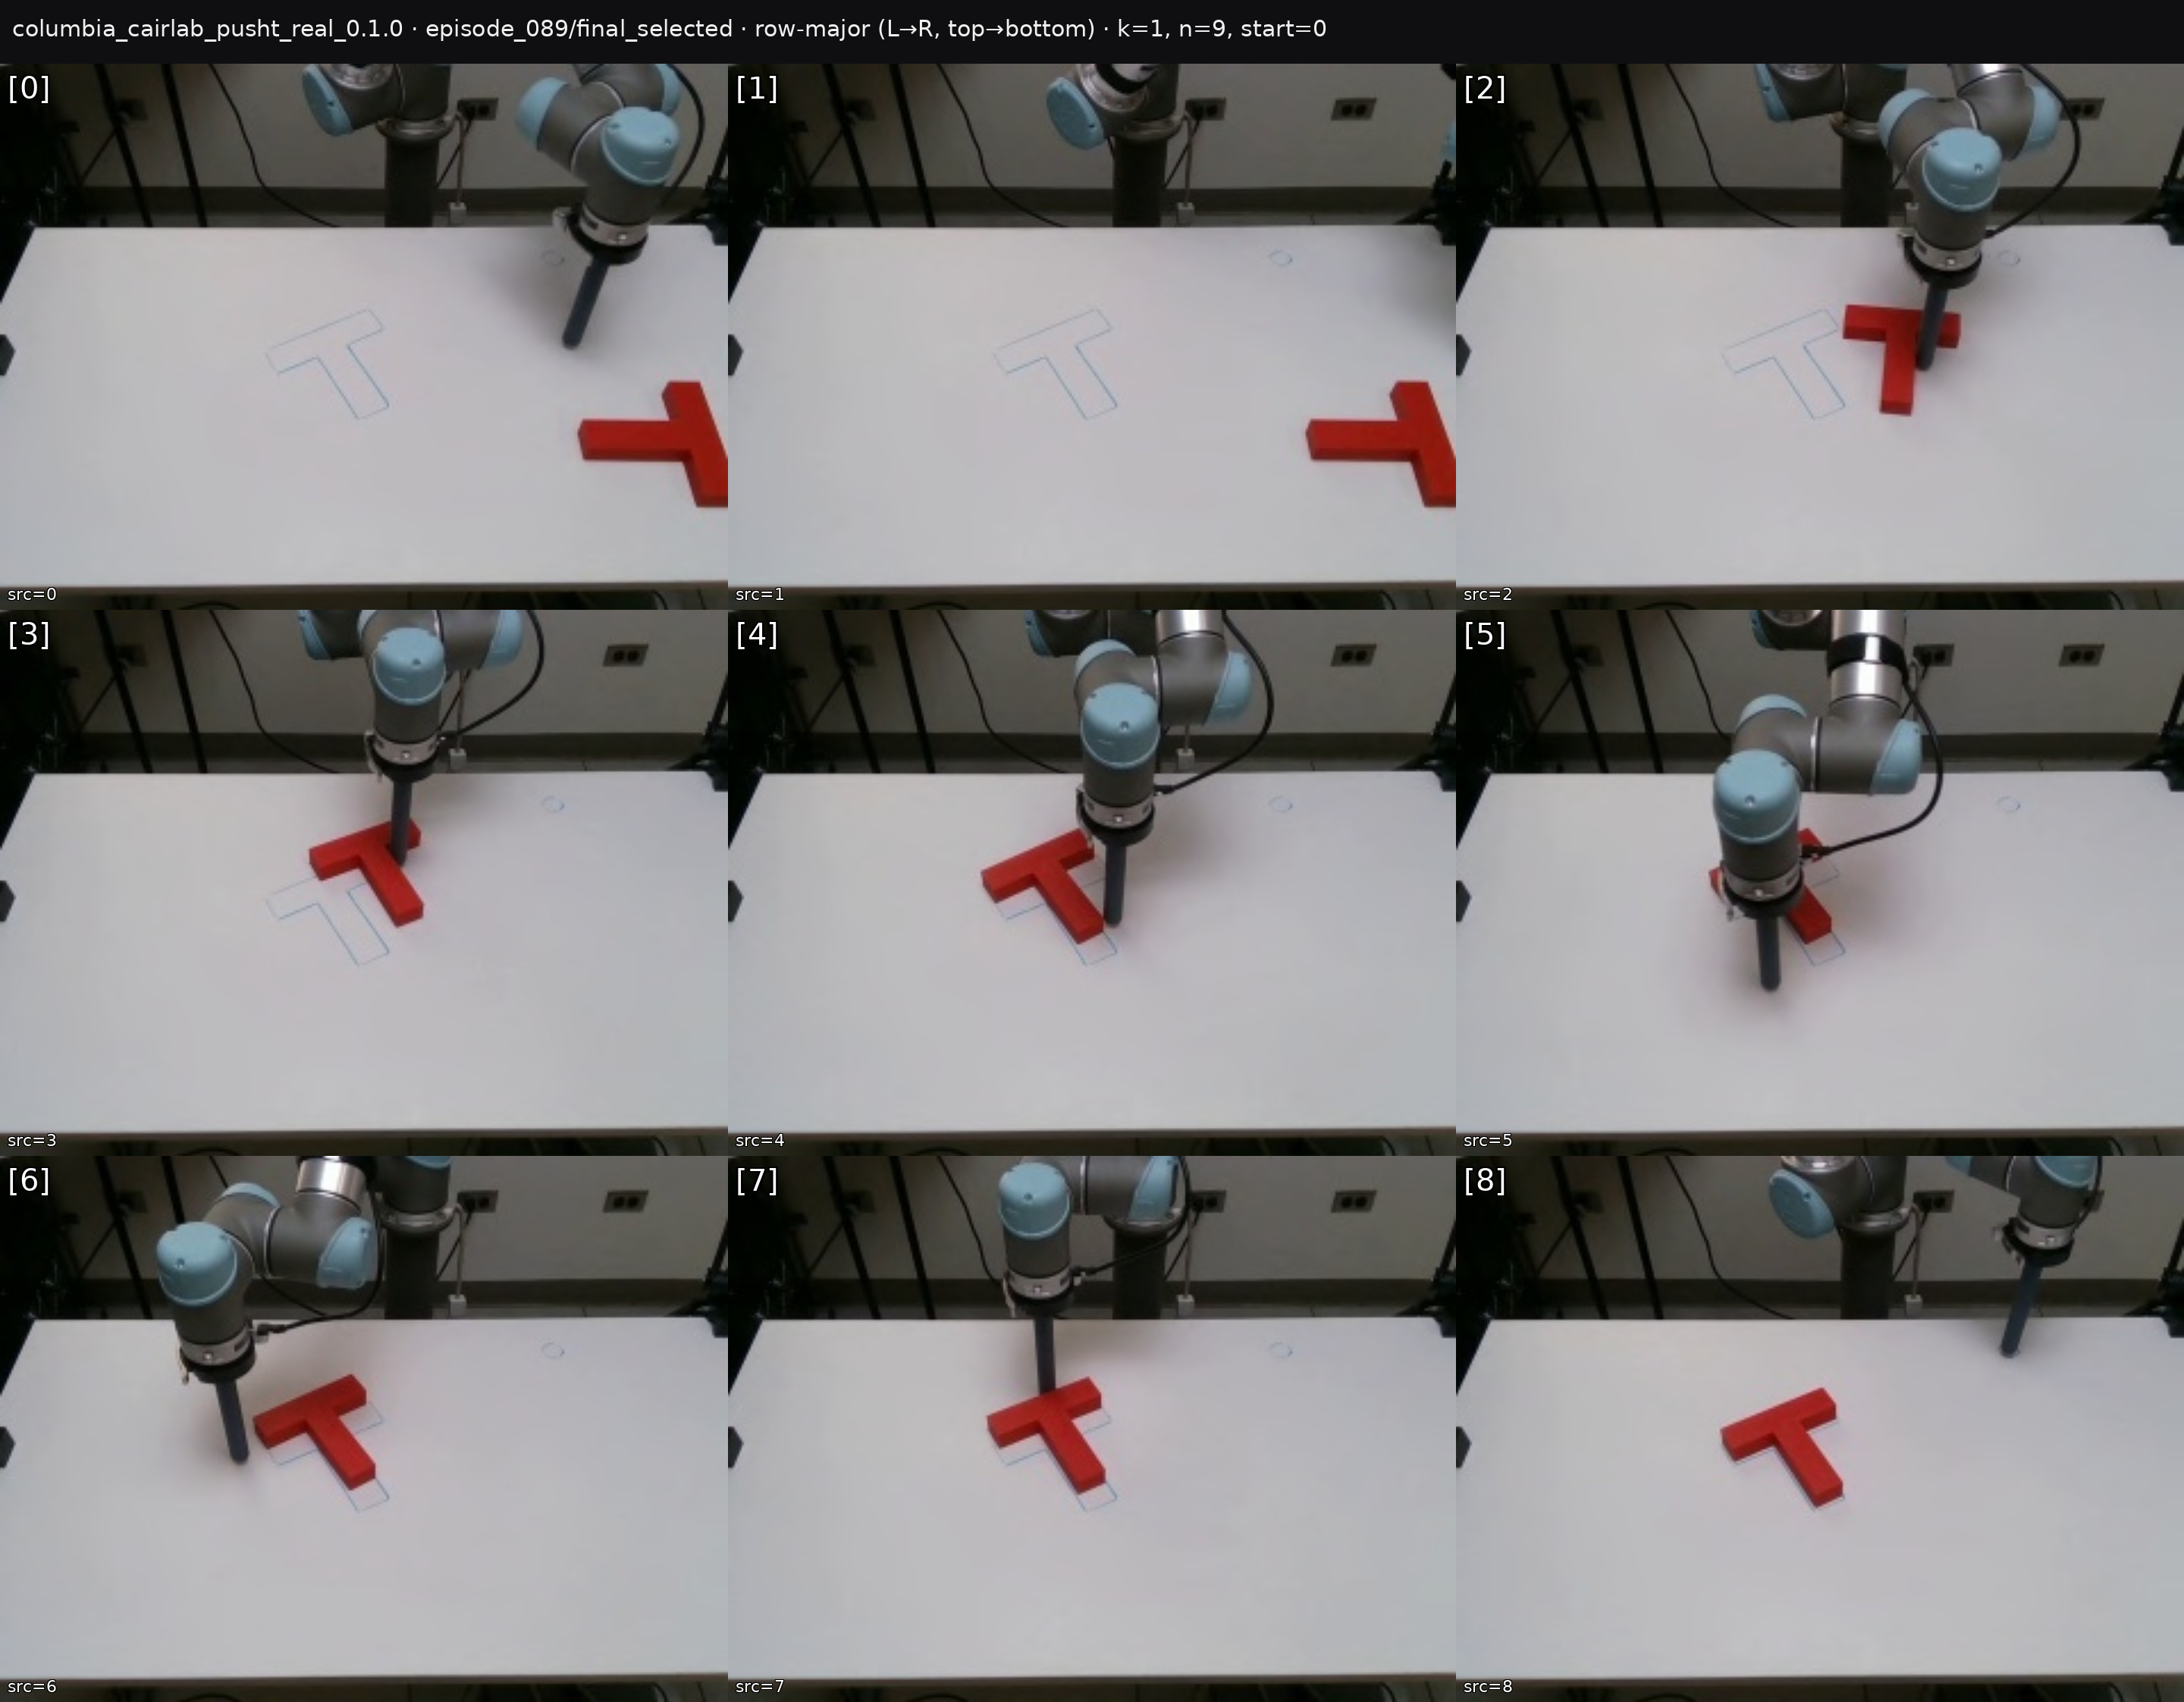 columbia_cairlab_pusht_real_0.1.0 · episode_089/final_selected · row-major (L→R, top→bottom) · k=1, n=9, start=0
[0]
[1]
[2]
src=0
src=1
src=2
[3]
[4]
[5]
src=3
src=4
src=5
[6]
[7]
[8]
src=6
src=7
src=8